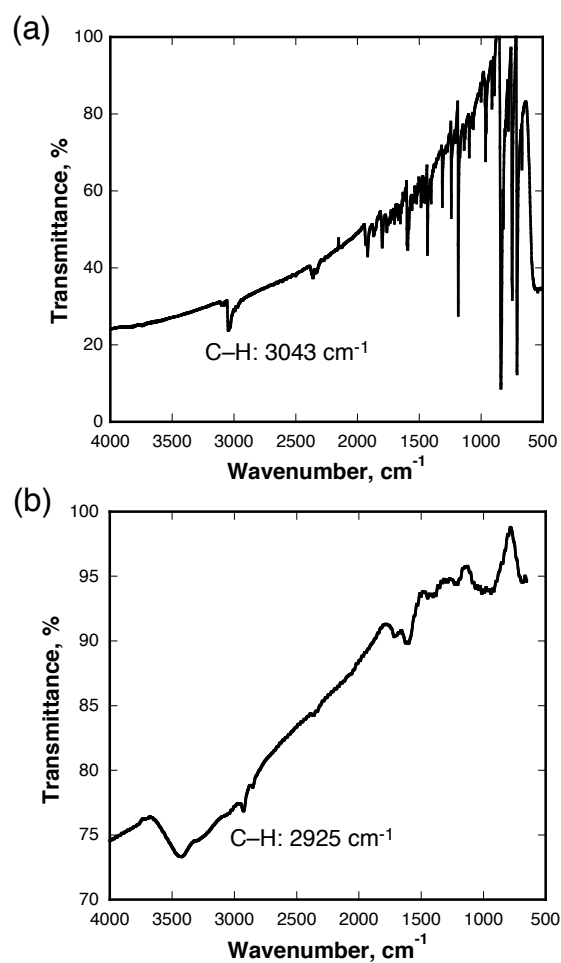 (a)
100
80
60
40
20
0
Transmittance, %
C–H: 3043 cm⁻¹
4000 3500 3000 2500 2000 1500 1000 500
Wavenumber, cm⁻¹
(b)
100
95
90
85
80
75
70
Transmittance, %
C–H: 2925 cm⁻¹
4000 3500 3000 2500 2000 1500 1000 500
Wavenumber, cm⁻¹